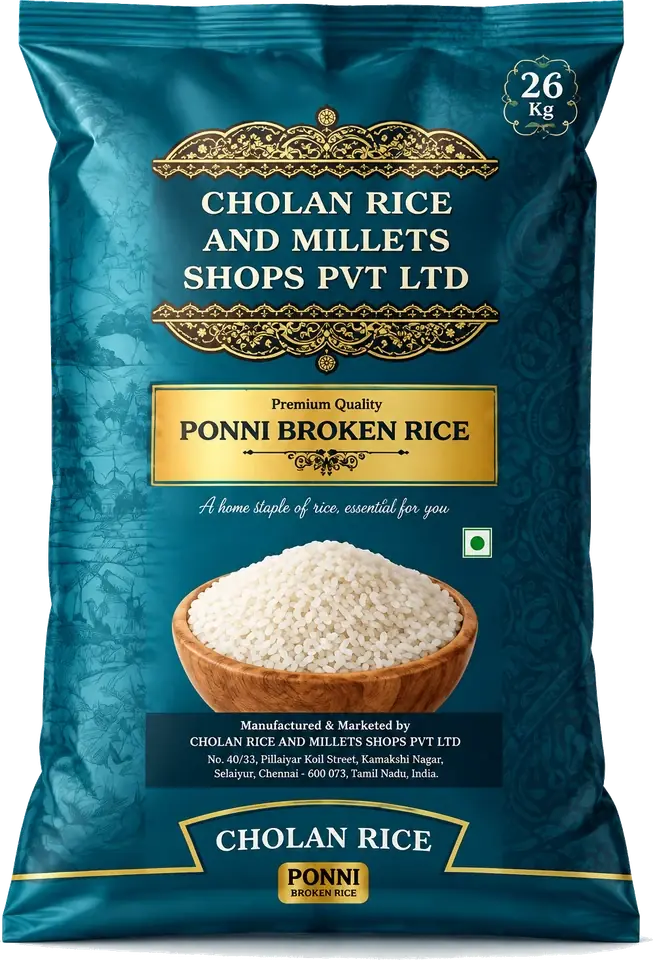 26
Kg
CHOLAN RICE
AND MILLETS
SHOPS PVT LTD
Premium Quality
PONNI BROKEN RICE
A home staple of rice, essential for you
Manufactured & Marketed by
CHOLAN RICE AND MILLETS SHOPS PVT LTD
No. 40/33, Pillaiyar Koil Street, Kamakshi Nagar,
Selaiyur, Chennai - 600 073, Tamil Nadu, India.
CHOLAN RICE
PONNI
BROKEN RICE